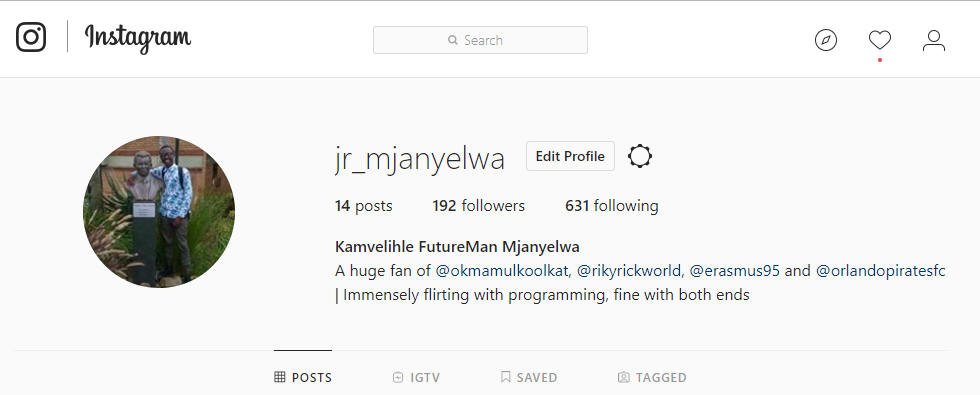 Instagram
Search
jr_mjanyelwa Edit Profile
14 posts 192 followers 631 following
Kamvelihle FutureMan Mjanyelwa
A huge fan of @okmamulkoolkat, @rikyrickworld, @erasmus95 and @orlandopiratesfc
| Immensely flirting with programming, fine with both ends
POSTS IGTV SAVED TAGGED